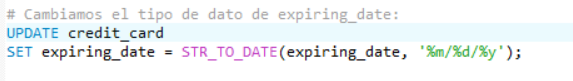 # Cambiamos el tipo de dato de expiring_date:
UPDATE credit_card
SET expiring_date = STR_TO_DATE(expiring_date, '%m/%d/%y');